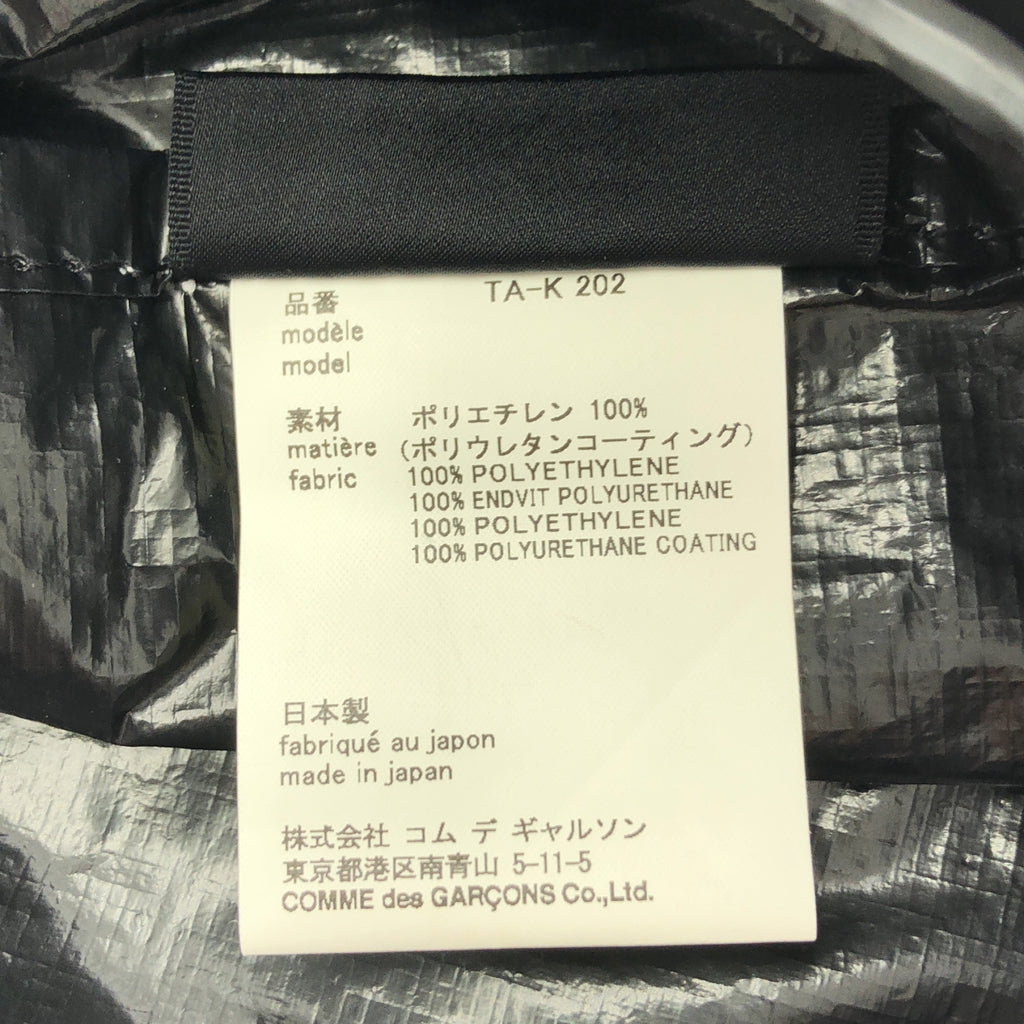 品番 TA-K 202
modèle
model
素材 ポリエチレン 100%
matière (ポリウレタンコーティング)
fabric 100% POLYETHYLENE
100% ENDVIT POLYURETHANE
100% POLYETHYLENE
100% POLYURETHANE COATING
日本製
fabriqué au japon
made in japan
株式会社 コム デ ギャルソン
東京都港区南青山 5-11-5
COMME des GARÇONS Co.,Ltd.